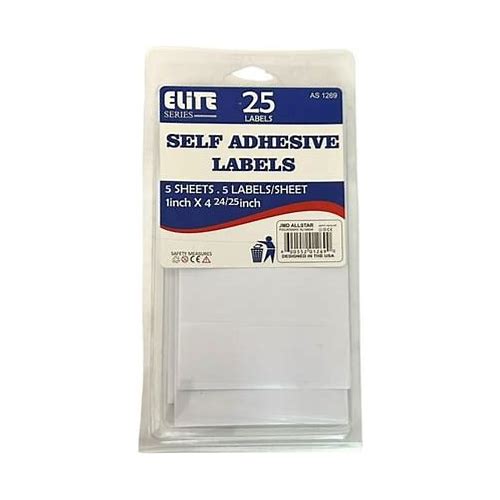 ELITE
SERIES
25
LABELS
AS 1269
SELF ADHESIVE
LABELS
5 SHEETS . 5 LABELS/SHEET
1inch X 4 24/25inch
SAFETY MEASURES
CE
JMD ALLSTAR
DESIGNED IN THE USA.